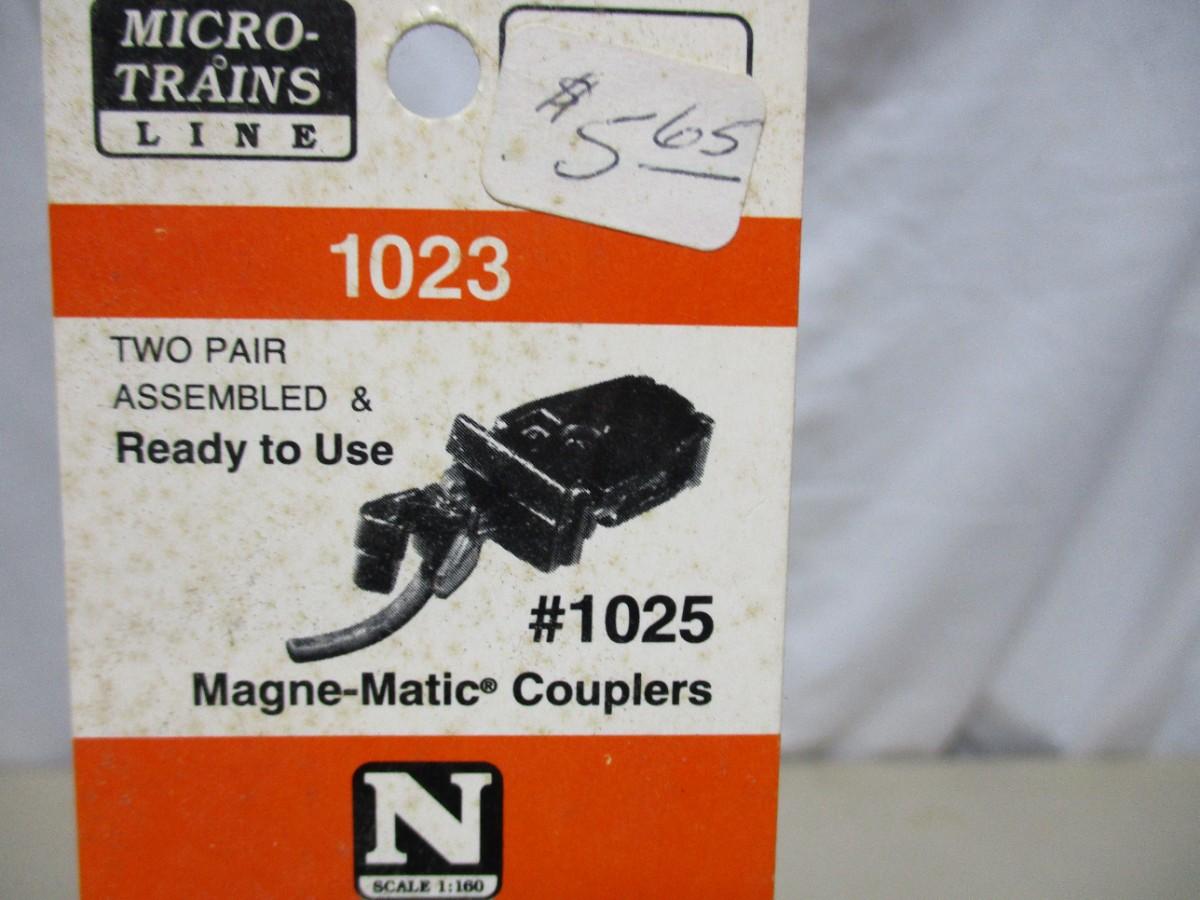 MICRO-
TRAINS
LINE
$5.65
1023
TWO PAIR
ASSEMBLED &
Ready to Use
#1025
Magne-Matic® Couplers
N
SCALE 1:160